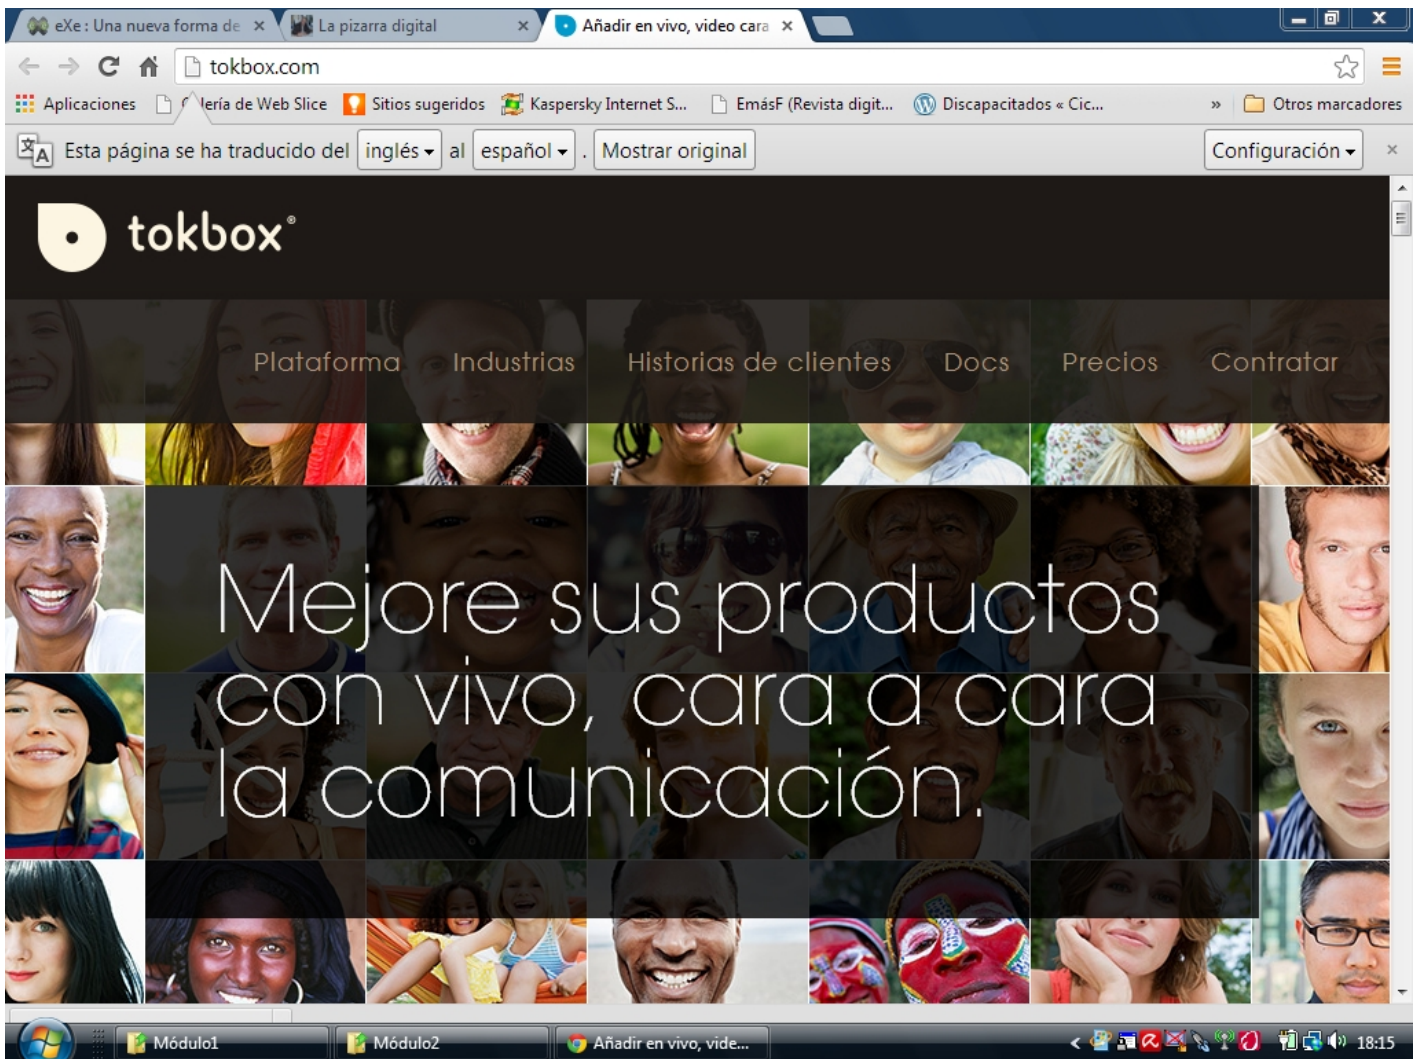 eXe : Una nueva forma de
La pizarra digital
Añadir en vivo, video cara
tokbox.com
Aplicaciones
lería de Web Slice
Sitios sugeridos
Kaspersky Internet S...
EmásF (Revista digit...
Discapacitados « Cic...
»
Otros marcadores
Esta página se ha traducido del inglés al español . Mostrar original
Configuración
tokbox®
Plataforma Industrias Historias de clientes Docs Precios Contratar
Mejore sus productos
con vivo, cara a cara
la comunicación.
Módulo1
Módulo2
Añadir en vivo, vide...
18:15